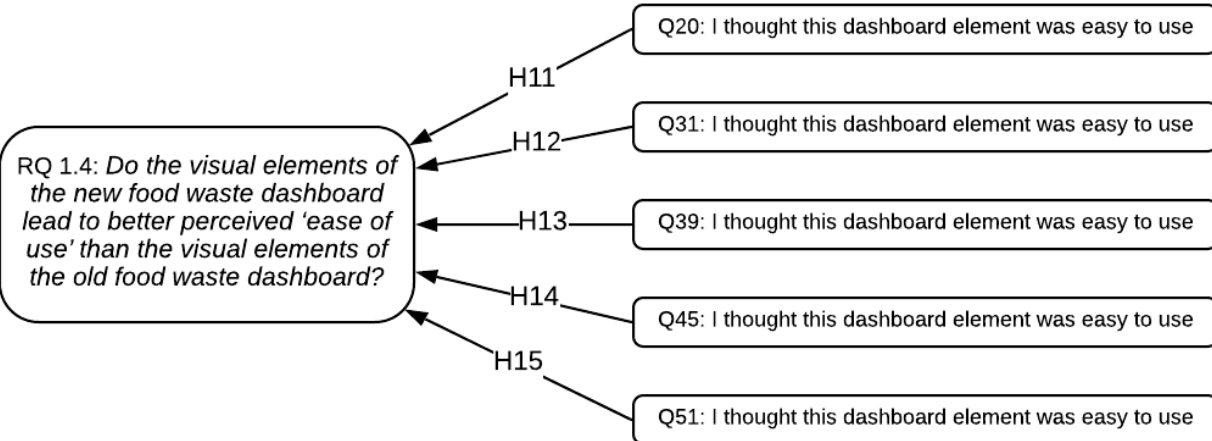 Q20: I thought this dashboard element was easy to use
H11
Q31: I thought this dashboard element was easy to use
H12
RQ 1.4: Do the visual elements of
the new food waste dashboard
lead to better perceived ‘ease of
use’ than the visual elements of
the old food waste dashboard?
H13
Q39: I thought this dashboard element was easy to use
H14
Q45: I thought this dashboard element was easy to use
H15
Q51: I thought this dashboard element was easy to use